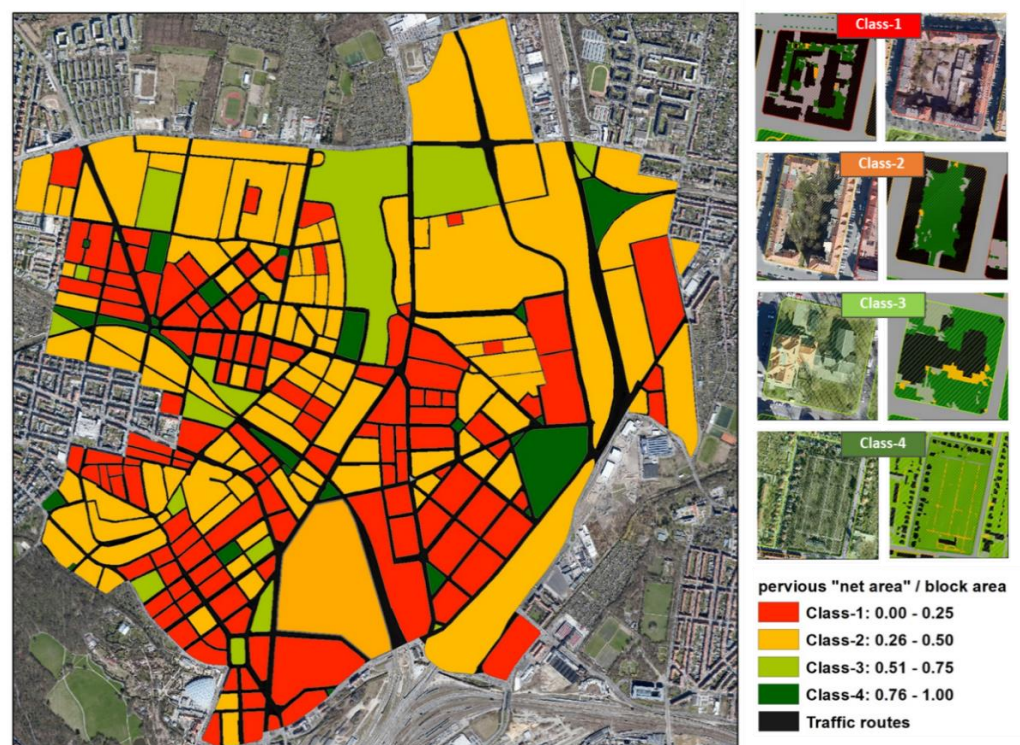 Class-1
Class-2
Class-3
Class-4
pervious "net area" / block area
Class-1: 0.00 - 0.25
Class-2: 0.26 - 0.50
Class-3: 0.51 - 0.75
Class-4: 0.76 - 1.00
Traffic routes